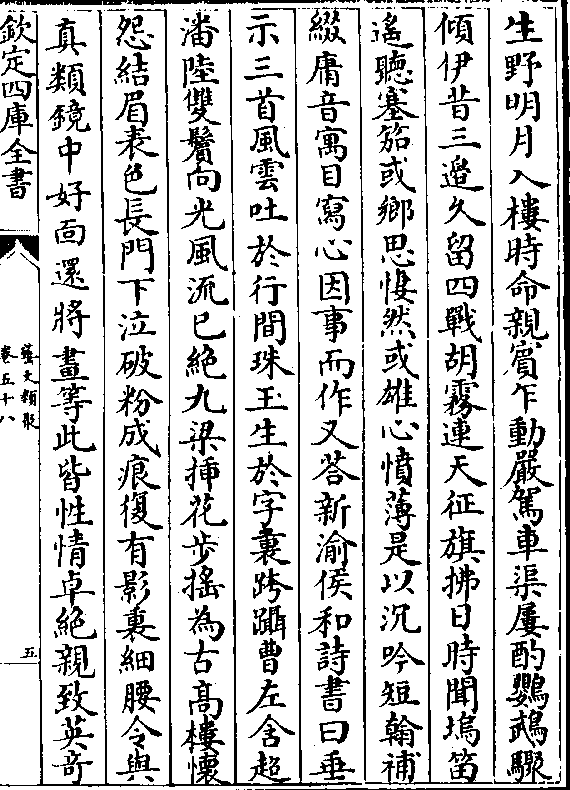 生野明月入樓時命親賓乍動嚴駕車渠屢酌鸚鵡驟
傾伊昔三邉久留四戰胡霧連天征旗拂日時聞塢笛
遙聽塞笳或鄉思悽然或雄心憤薄是以沉吟短翰補
綴庸音寓目寫心因事而作又答新渝侯和詩書曰垂
示三首風雲吐於行間珠玉生於字裏跨躡曹左含超
潘陸雙鬢向光風流已絶九梁揷花步揺為古髙樓懷
怨結眉表色長門下泣破粉成痕復有影裏細腰令與
真類鏡中好面還將畫等此皆性情卓絶親致英竒
欽定四庫全書
藝文類聚
卷五十八
五